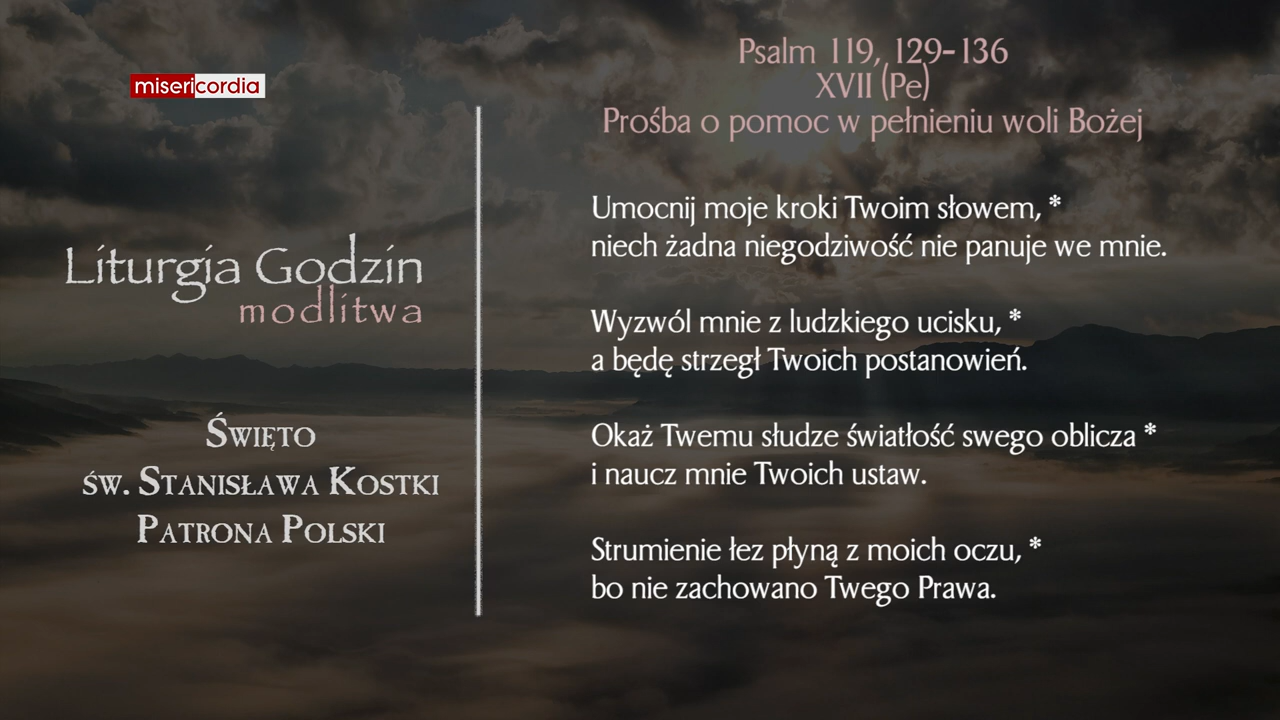 misericordia
Liturgia Godzin
modlitwa
Święto
św. Stanisława Kostki
Patrona Polski
Psalm 119, 129-136
XVII (Pe)
Prośba o pomoc w pełnieniu woli Bożej
Umocnij moje kroki Twoim słowem, *
niech żadna niegodziwość nie panuje we mnie.
Wyzwól mnie z ludzkiego ucisku, *
a będę strzegł Twoich postanowień.
Okaż Twemu słudze światłość swego oblicza *
i naucz mnie Twoich ustaw.
Strumienie łez płyną z moich oczu, *
bo nie zachowano Twego Prawa.